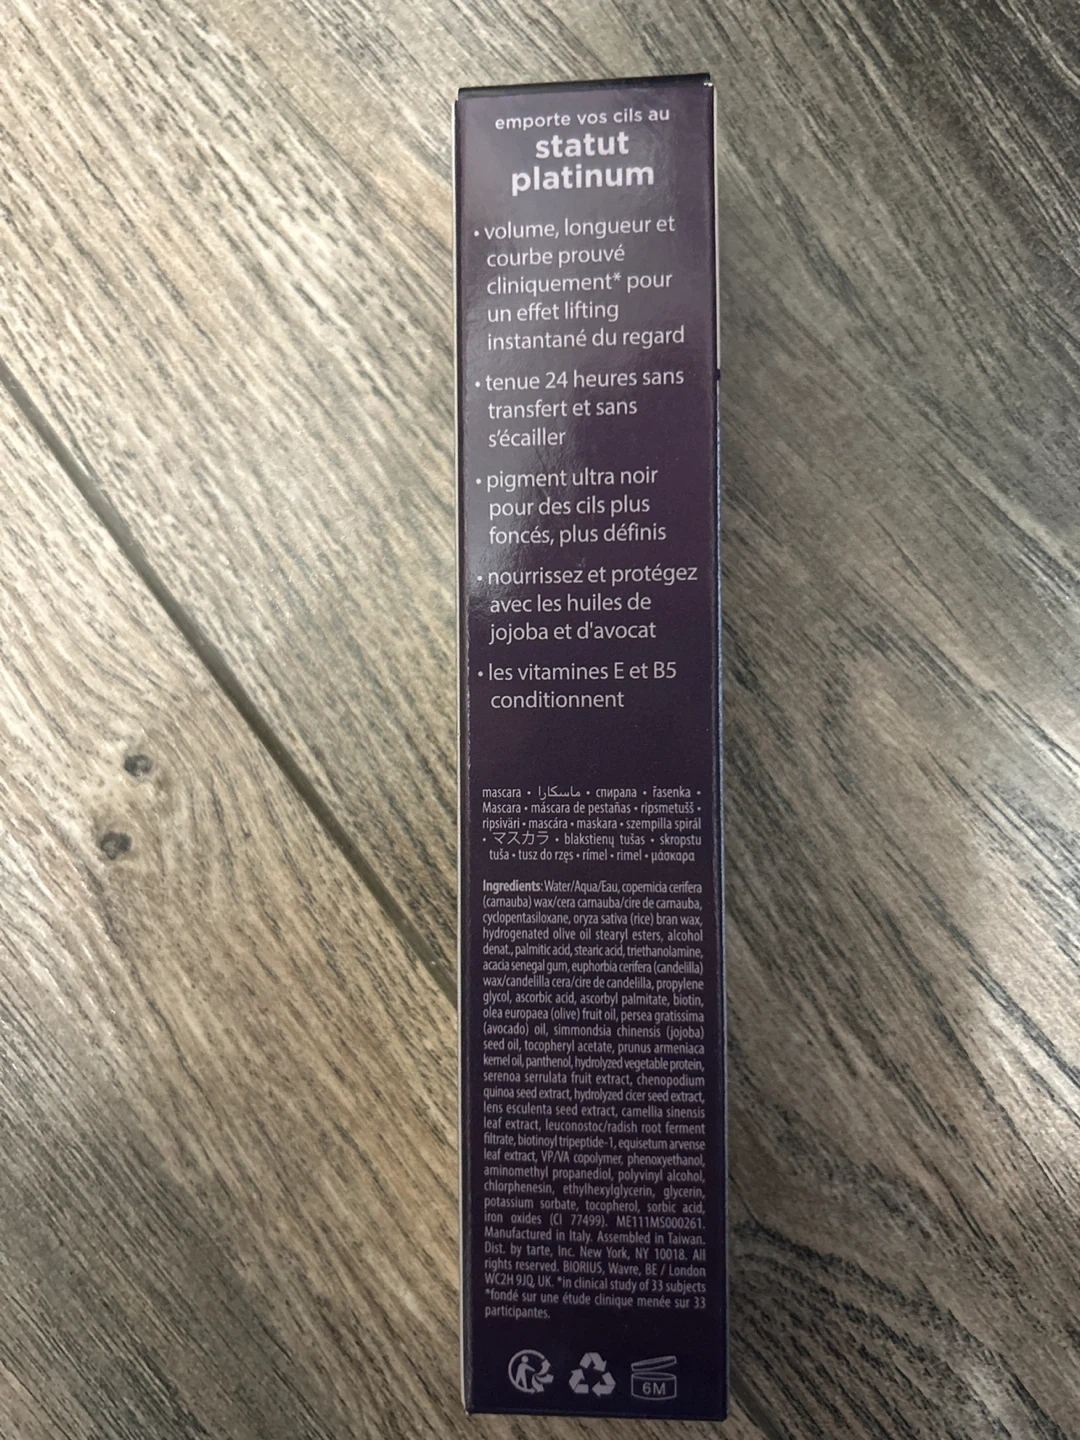 emporte vos cils au
statut
platinum
• volume, longueur et
courbe prouvé
cliniquement* pour
un effet lifting
instantané du regard
• tenue 24 heures sans
transfert et sans
s'écailler
• pigment ultra noir
pour des cils plus
foncés, plus définis
• nourrissez et protégez
avec les huiles de
jojoba et d'avocat
• les vitamines E et B5
conditionnent
mascara • ماسكارا • спирала • řasenka •
Mascara • máscara de pestañas • ripsmetušš •
ripsiväri • mascára • maskara • szempilla spirál
• マスカラ • blakstienų tušas • skropstu
tuša • tusz do rzęs • rímel • rimel • μάσκαρα
Ingredients: Water/Aqua/Eau, copernicia cerifera
(carnauba) wax/cera carnauba/cire de carnauba,
cyclopentasiloxane, oryza sativa (rice) bran wax,
hydrogenated olive oil stearyl esters, alcohol
denat., palmitic acid, stearic acid, triethanolamine,
acacia senegal gum, euphorbia cerifera (candelilla)
wax/candelilla cera/cire de candelilla, propylene
glycol, ascorbic acid, ascorbyl palmitate, biotin,
olea europaea (olive) fruit oil, persea gratissima
(avocado) oil, simmondsia chinensis (jojoba)
seed oil, tocopheryl acetate, prunus armeniaca
kernel oil, panthenol, hydrolyzed vegetable protein,
serenoa serrulata fruit extract, chenopodium
quinoa seed extract, hydrolyzed cicer seed extract,
lens esculenta seed extract, camellia sinensis
leaf extract, leuconostoc/radish root ferment
filtrate, biotinoyl tripeptide-1, equisetum arvense
leaf extract, VP/VA copolymer, phenoxyethanol,
aminomethyl propanediol, polyvinyl alcohol,
chlorphenesin, ethylhexylglycerin, glycerin,
potassium sorbate, tocopherol, sorbic acid,
iron oxides (CI 77499). ME111MS000261.
Manufactured in Italy. Assembled in Taiwan.
Dist. by tarte, Inc. New York, NY 10018. All
rights reserved. BIORIUS, Wavre, BE / London
WC2H 9JQ, UK. *in clinical study of 33 subjects
*fondé sur une étude clinique menée sur 33
participantes.
6M